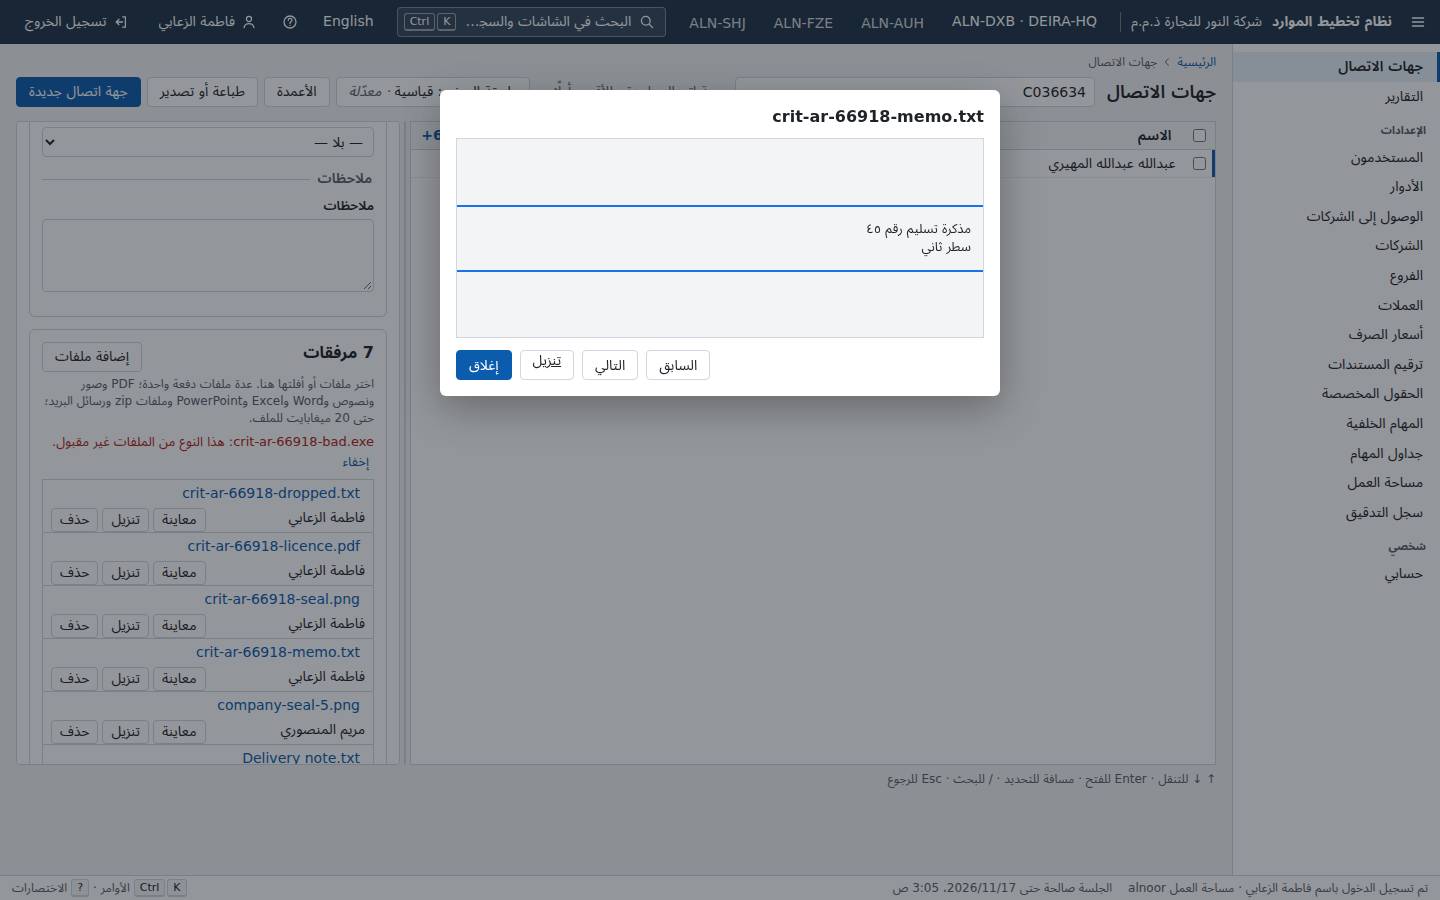 نظام تخطيط الموارد
شركة النور للتجارة ذ.م.م
ALN-DXB · DEIRA-HQ
ALN-AUH
ALN-FZE
ALN-SHJ
البحث في الشاشات والسجـ...
Ctrl K
English
فاطمة الزعابي
تسجيل الخروج
جهات الاتصال
التقارير
الإعدادات
المستخدمون
الأدوار
الوصول إلى الشركات
الشركات
الفروع
العملات
أسعار الصرف
ترقيم المستندات
الحقول المخصصة
المهام الخلفية
جداول المهام
مساحة العمل
سجل التدقيق
شخصي
حسابي
الرئيسية › جهات الاتصال
جهات الاتصال
C036634
قياسية · معدّلة
الأعمدة
طباعة أو تصدير
جهة اتصال جديدة
الاسم
+6
عبدالله عبدالله المهيري
crit-ar-66918-memo.txt
مذكرة تسليم رقم ٤٥
سطر ثاني
السابق
التالي
تنزيل
إغلاق
— بلا —
ملاحظات
ملاحظات
7 مرفقات
إضافة ملفات
اختر ملفات أو أفلتها هنا. عدة ملفات دفعة واحدة؛ PDF وصور
ونصوص وWord وExcel وPowerPoint وملفات zip ورسائل البريد؛
حتى 20 ميغابايت للملف.
crit-ar-66918-bad.exe: هذا النوع من الملفات غير مقبول.
إخفاء
crit-ar-66918-dropped.txt
فاطمة الزعابي معاينة تنزيل حذف
crit-ar-66918-licence.pdf
فاطمة الزعابي معاينة تنزيل حذف
crit-ar-66918-seal.png
فاطمة الزعابي معاينة تنزيل حذف
crit-ar-66918-memo.txt
فاطمة الزعابي معاينة تنزيل حذف
company-seal-5.png
مريم المنصوري معاينة تنزيل حذف
Delivery note.txt
↑ ↓ للتنقل · Enter للفتح · مسافة للتحديد · / للبحث · Esc للرجوع
تم تسجيل الدخول باسم فاطمة الزعابي · مساحة العمل alnoor
الجلسة صالحة حتى 2026/11/17، 3:05 ص
Ctrl K الأوامر · ? الاختصارات